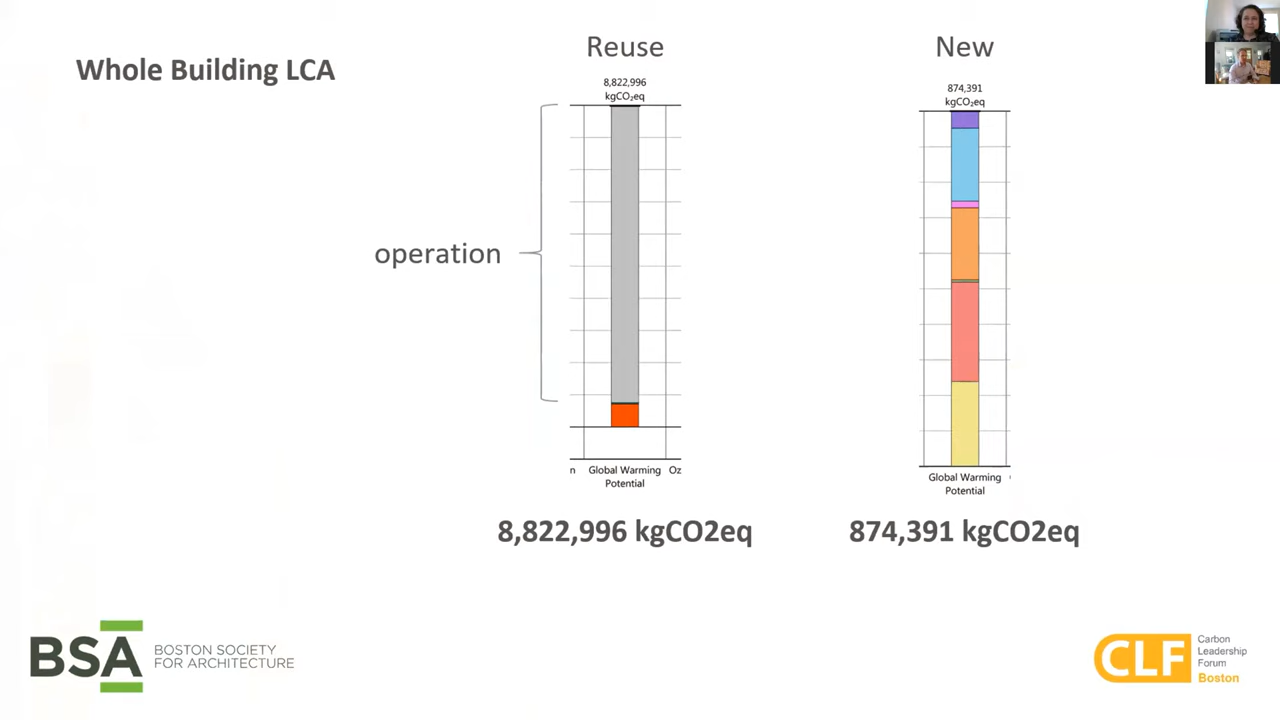 Whole Building LCA
Reuse
8,822,996
kgCO₂eq
operation
n
Global Warming
Potential
Oz
8,822,996 kgCO2eq
New
874,391
kgCO₂eq
Global Warming
Potential
874,391 kgCO2eq
BSA
BOSTON SOCIETY
FOR ARCHITECTURE
CLF
Carbon
Leadership
Forum
Boston